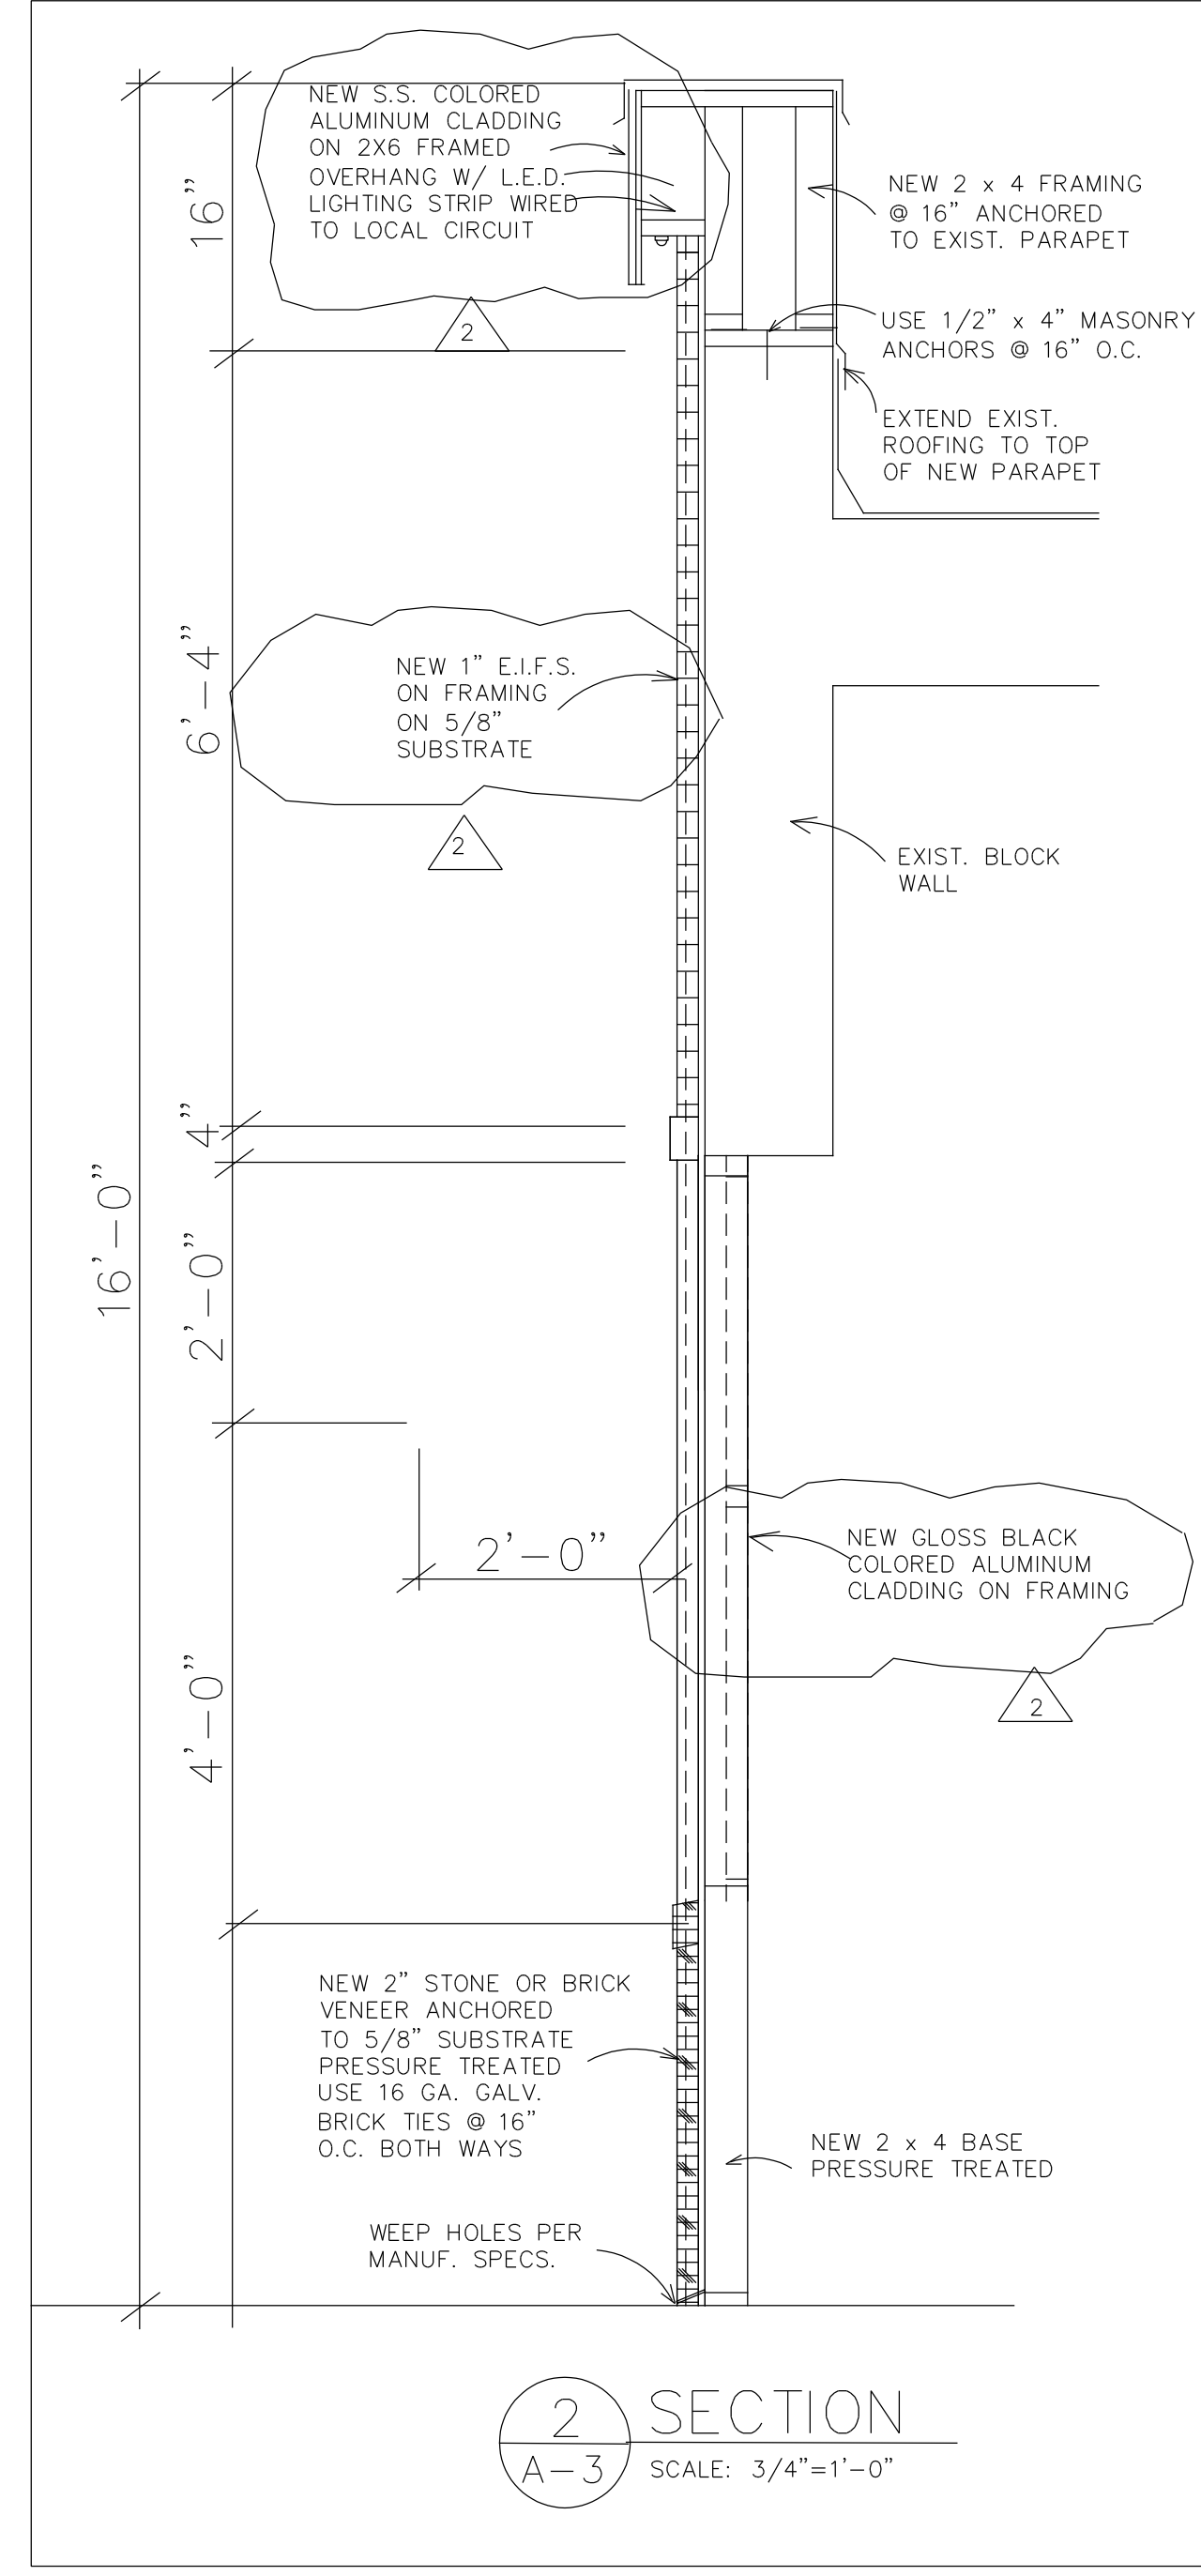 NEW S.S. COLORED
ALUMINUM CLADDING
ON 2X6 FRAMED
OVERHANG W/ L.E.D.
LIGHTING STRIP WIRED
TO LOCAL CIRCUIT
2
16"
NEW 2 x 4 FRAMING
@ 16" ANCHORED
TO EXIST. PARAPET
USE 1/2" x 4" MASONRY
ANCHORS @ 16" O.C.
EXTEND EXIST.
ROOFING TO TOP
OF NEW PARAPET
6'-4"
NEW 1" E.I.F.S.
ON FRAMING
ON 5/8"
SUBSTRATE
2
EXIST. BLOCK
WALL
4"
16'-0"
2'-0"
2'-0"
NEW GLOSS BLACK
COLORED ALUMINUM
CLADDING ON FRAMING
2
4'-0"
NEW 2" STONE OR BRICK
VENEER ANCHORED
TO 5/8" SUBSTRATE
PRESSURE TREATED
USE 16 GA. GALV.
BRICK TIES @ 16"
O.C. BOTH WAYS
NEW 2 x 4 BASE
PRESSURE TREATED
WEEP HOLES PER
MANUF. SPECS.
2
A-3
SECTION
SCALE: 3/4"=1'-0"